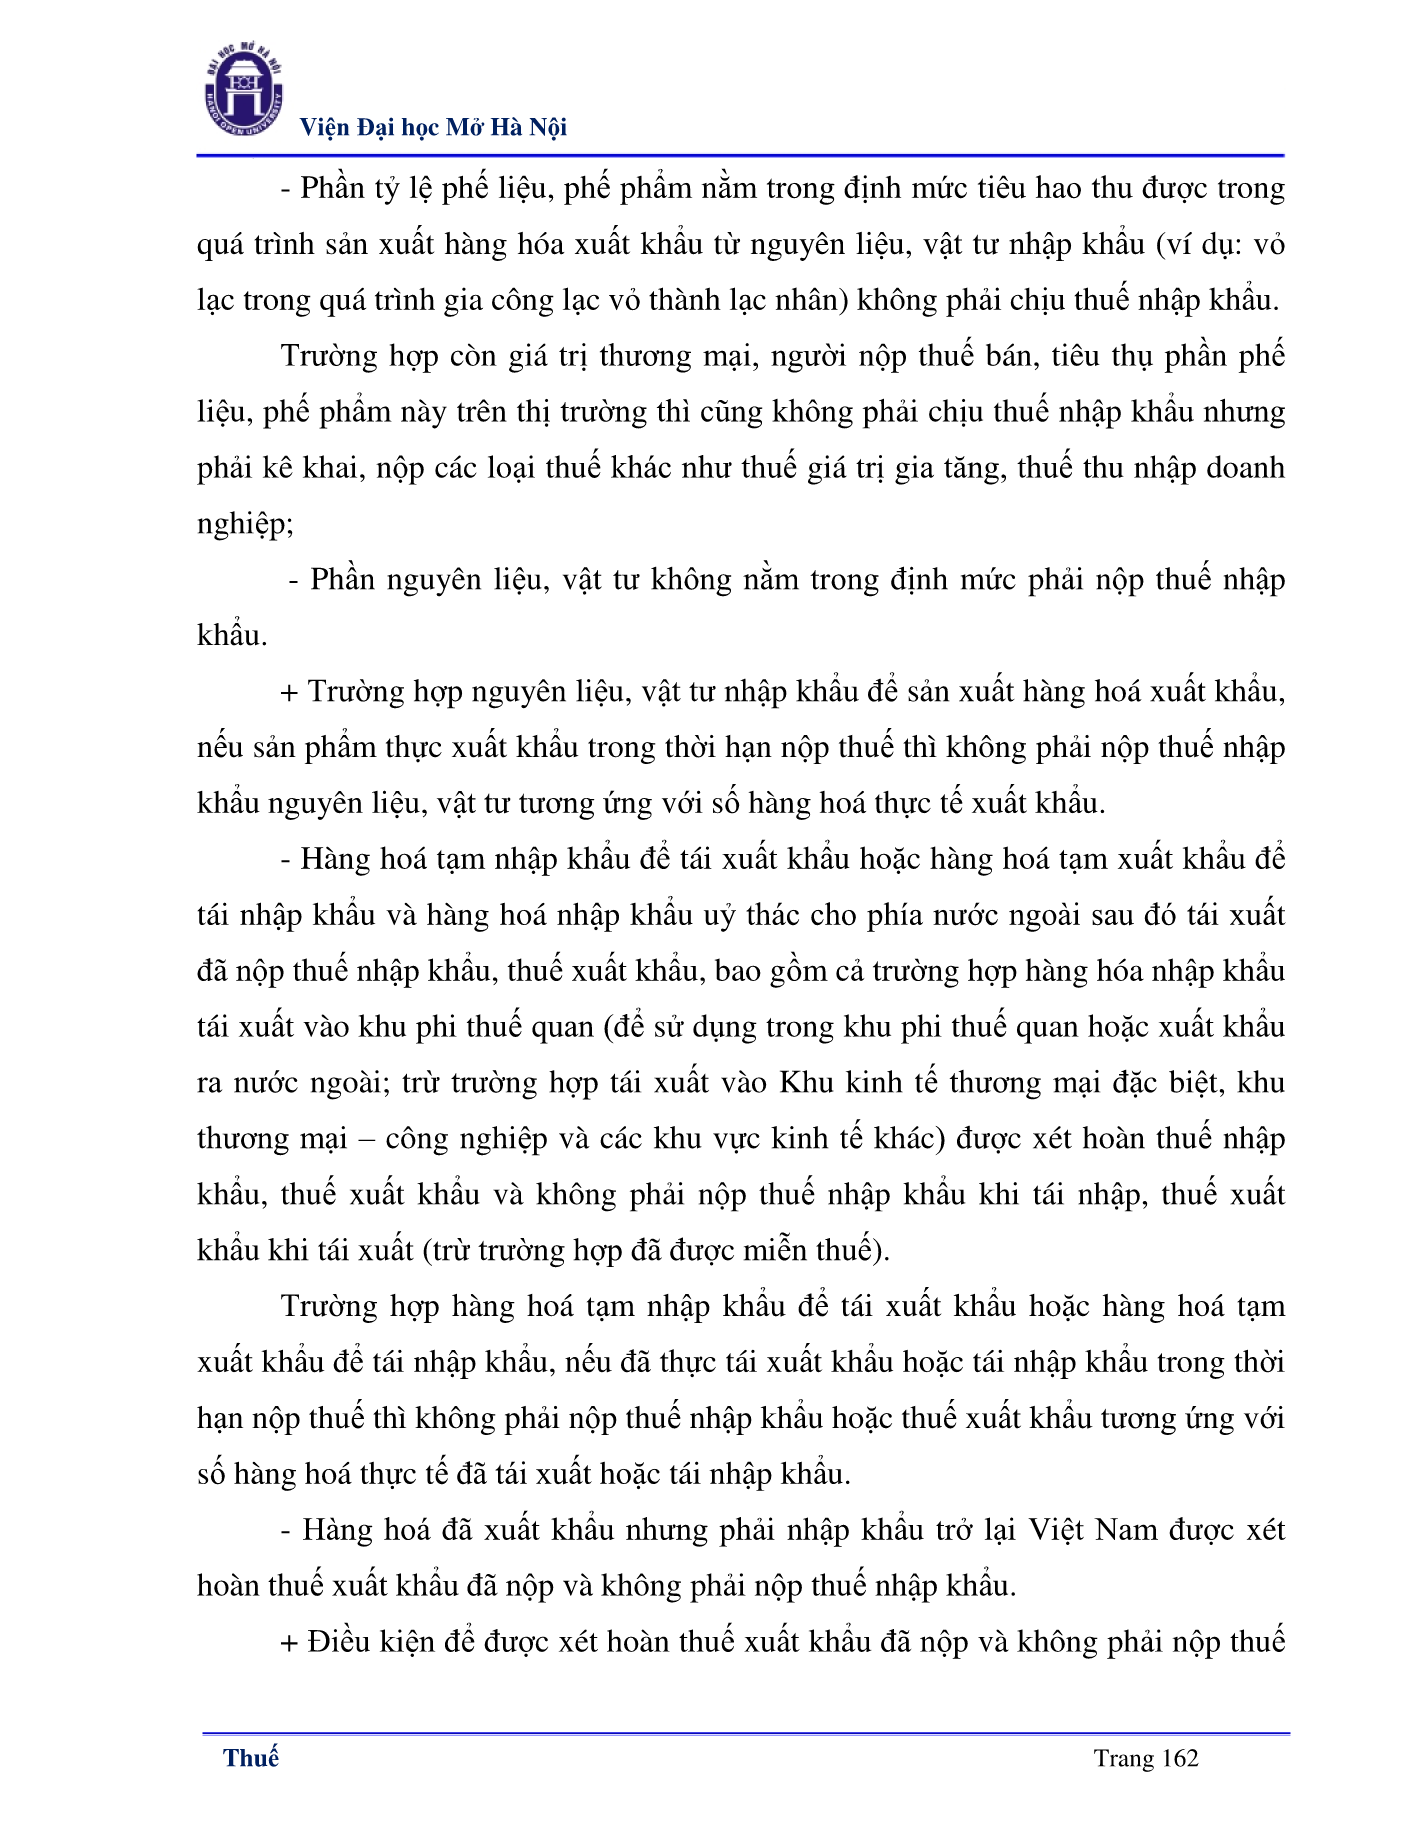 ĐẠI HỌC MỞ HÀ NỘI
HANOI OPEN UNIVERSITY
Viện Đại học Mở Hà Nội
- Phần tỷ lệ phế liệu, phế phẩm nằm trong định mức tiêu hao thu được trong
quá trình sản xuất hàng hóa xuất khẩu từ nguyên liệu, vật tư nhập khẩu (ví dụ: vỏ
lạc trong quá trình gia công lạc vỏ thành lạc nhân) không phải chịu thuế nhập khẩu.
Trường hợp còn giá trị thương mại, người nộp thuế bán, tiêu thụ phần phế
liệu, phế phẩm này trên thị trường thì cũng không phải chịu thuế nhập khẩu nhưng
phải kê khai, nộp các loại thuế khác như thuế giá trị gia tăng, thuế thu nhập doanh
nghiệp;
- Phần nguyên liệu, vật tư không nằm trong định mức phải nộp thuế nhập
khẩu.
+ Trường hợp nguyên liệu, vật tư nhập khẩu để sản xuất hàng hoá xuất khẩu,
nếu sản phẩm thực xuất khẩu trong thời hạn nộp thuế thì không phải nộp thuế nhập
khẩu nguyên liệu, vật tư tương ứng với số hàng hoá thực tế xuất khẩu.
- Hàng hoá tạm nhập khẩu để tái xuất khẩu hoặc hàng hoá tạm xuất khẩu để
tái nhập khẩu và hàng hoá nhập khẩu uỷ thác cho phía nước ngoài sau đó tái xuất
đã nộp thuế nhập khẩu, thuế xuất khẩu, bao gồm cả trường hợp hàng hóa nhập khẩu
tái xuất vào khu phi thuế quan (để sử dụng trong khu phi thuế quan hoặc xuất khẩu
ra nước ngoài; trừ trường hợp tái xuất vào Khu kinh tế thương mại đặc biệt, khu
thương mại – công nghiệp và các khu vực kinh tế khác) được xét hoàn thuế nhập
khẩu, thuế xuất khẩu và không phải nộp thuế nhập khẩu khi tái nhập, thuế xuất
khẩu khi tái xuất (trừ trường hợp đã được miễn thuế).
Trường hợp hàng hoá tạm nhập khẩu để tái xuất khẩu hoặc hàng hoá tạm
xuất khẩu để tái nhập khẩu, nếu đã thực tái xuất khẩu hoặc tái nhập khẩu trong thời
hạn nộp thuế thì không phải nộp thuế nhập khẩu hoặc thuế xuất khẩu tương ứng với
số hàng hoá thực tế đã tái xuất hoặc tái nhập khẩu.
- Hàng hoá đã xuất khẩu nhưng phải nhập khẩu trở lại Việt Nam được xét
hoàn thuế xuất khẩu đã nộp và không phải nộp thuế nhập khẩu.
+ Điều kiện để được xét hoàn thuế xuất khẩu đã nộp và không phải nộp thuế
Thuế
Trang 162